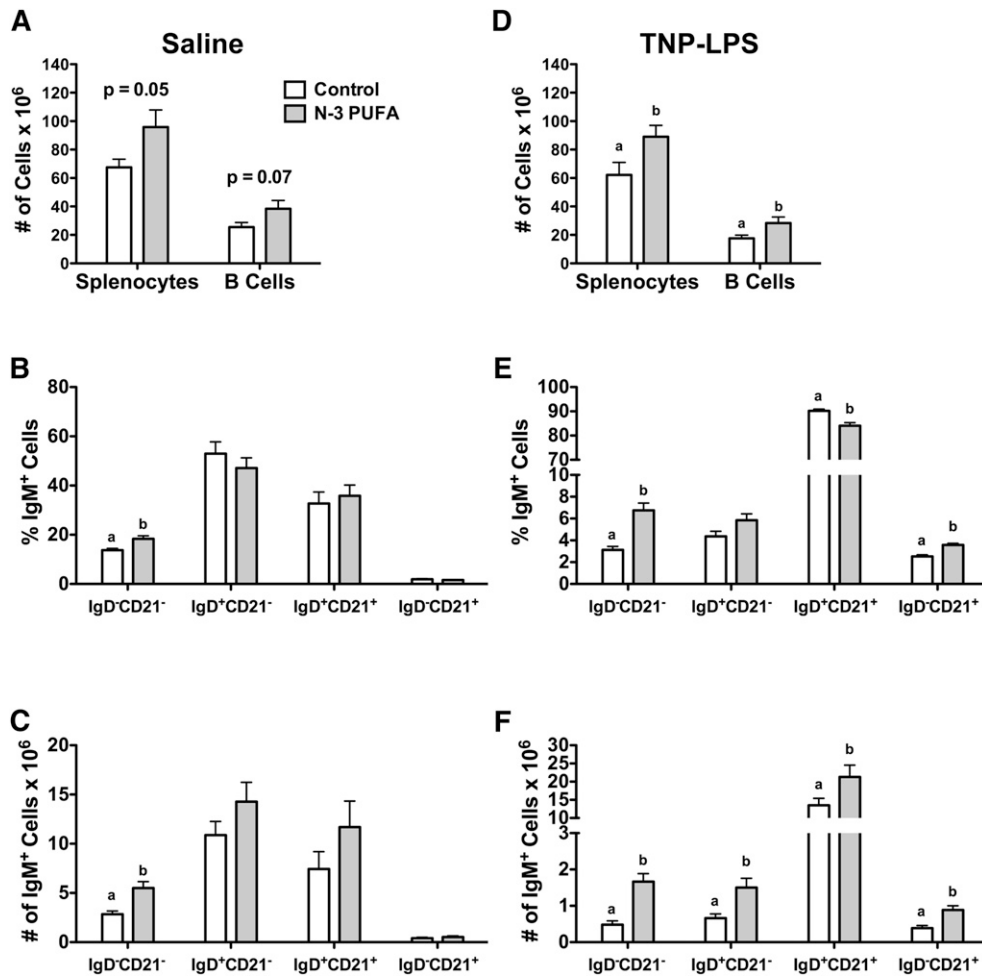 A
Saline
# of Cells x 10⁶
140
120
100
80
60
40
20
0
p = 0.05
p = 0.07
Control
N-3 PUFA
Splenocytes B Cells
D
TNP-LPS
# of Cells x 10⁶
140
120
100
80
60
40
20
0
a b a b
Splenocytes B Cells
B
% IgM⁺ Cells
80
60
40
20
0
a b
IgD⁻CD21⁻ IgD⁺CD21⁻ IgD⁺CD21⁺ IgD⁻CD21⁺
E
% IgM⁺ Cells
100
90
80
70
10
8
6
4
2
0
a b a b a b
IgD⁻CD21⁻ IgD⁺CD21⁻ IgD⁺CD21⁺ IgD⁻CD21⁺
C
# of IgM⁺ Cells x 10⁶
20
15
10
5
0
a b
IgD⁻CD21⁻ IgD⁺CD21⁻ IgD⁺CD21⁺ IgD⁻CD21⁺
F
# of IgM⁺ Cells x 10⁶
30
25
20
15
10
3
2
1
0
a b a b a b a b
IgD⁻CD21⁻ IgD⁺CD21⁻ IgD⁺CD21⁺ IgD⁻CD21⁺